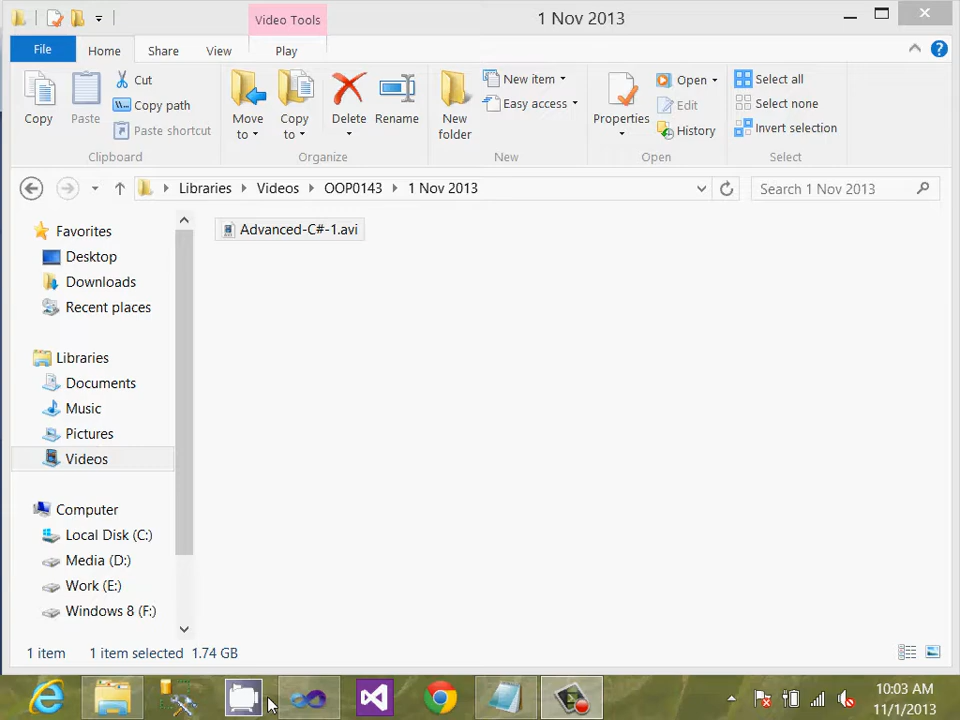 Video Tools
1 Nov 2013
File
Home
Share
View
Play
Copy
Paste
Cut
Copy path
Paste shortcut
Clipboard
Move to
Copy to
Delete
Rename
Organize
New folder
New item
Easy access
New
Properties
Open
Edit
History
Open
Select all
Select none
Invert selection
Select
Libraries Videos OOP0143 1 Nov 2013
Search 1 Nov 2013
Favorites
Desktop
Downloads
Recent places
Libraries
Documents
Music
Pictures
Videos
Computer
Local Disk (C:)
Media (D:)
Work (E:)
Windows 8 (F:)
Advanced-C#-1.avi
1 item 1 item selected 1.74 GB
10:03 AM
11/1/2013